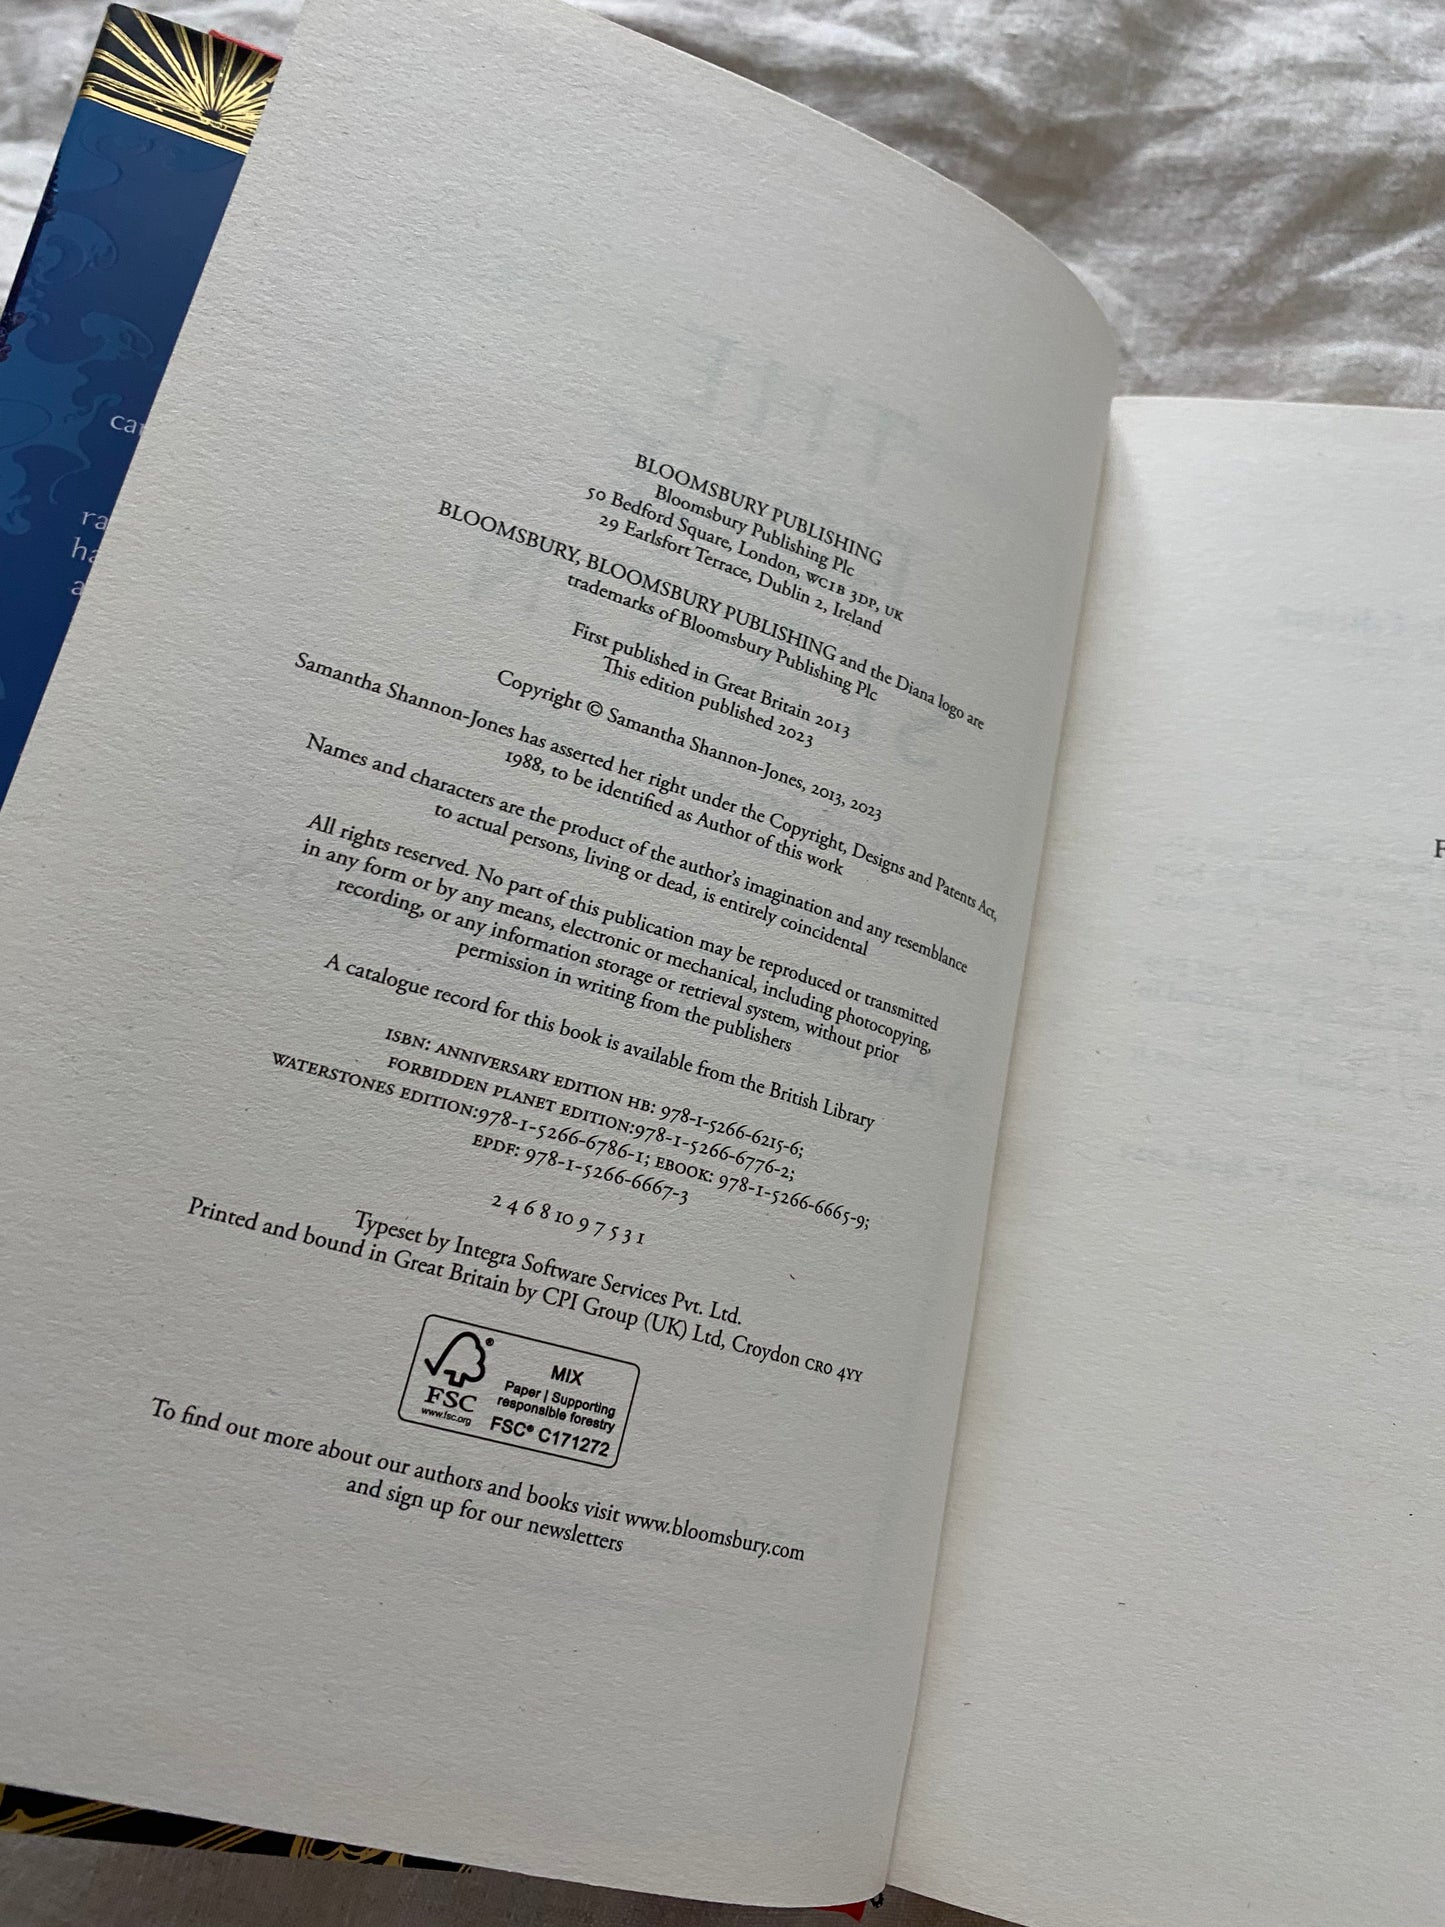 BLOOMSBURY PUBLISHING
Bloomsbury Publishing Plc
50 Bedford Square, London, WC1B 3DP, UK
29 Earlsfort Terrace, Dublin 2, Ireland
BLOOMSBURY, BLOOMSBURY PUBLISHING and the Diana logo are
trademarks of Bloomsbury Publishing Plc
First published in Great Britain 2013
This edition published 2023
Copyright © Samantha Shannon-Jones, 2013, 2023
Samantha Shannon-Jones has asserted her right under the Copyright, Designs and Patents Act,
1988, to be identified as Author of this work
Names and characters are the product of the author's imagination and any resemblance
to actual persons, living or dead, is entirely coincidental
All rights reserved. No part of this publication may be reproduced or transmitted
in any form or by any means, electronic or mechanical, including photocopying,
recording, or any information storage or retrieval system, without prior
permission in writing from the publishers
A catalogue record for this book is available from the British Library
ISBN: ANNIVERSARY EDITION HB: 978-1-5266-6215-6;
FORBIDDEN PLANET EDITION:978-1-5266-6776-2;
WATERSTONES EDITION:978-1-5266-6786-1; EBOOK: 978-1-5266-6665-9;
EPDF: 978-1-5266-6667-3
2 4 6 8 10 9 7 5 3 1
Typeset by Integra Software Services Pvt. Ltd.
Printed and bound in Great Britain by CPI Group (UK) Ltd, Croydon CR0 4YY
FSC
www.fsc.org
MIX
Paper | Supporting
responsible forestry
FSC® C171272
To find out more about our authors and books visit www.bloomsbury.com
and sign up for our newsletters